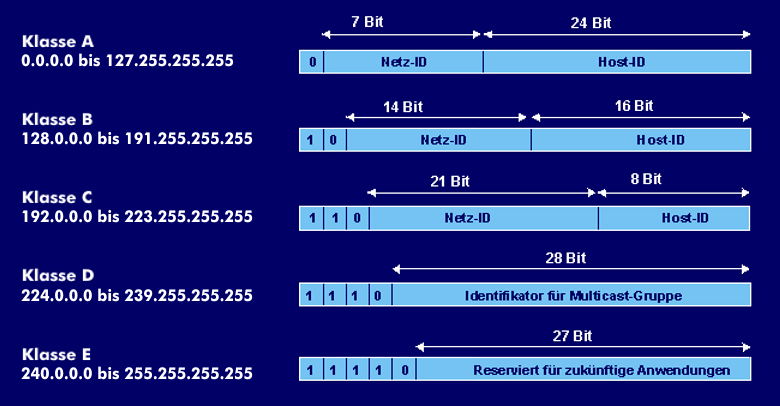 7 Bit 24 Bit
Klasse A
0.0.0.0 bis 127.255.255.255
0 Netz-ID Host-ID
14 Bit 16 Bit
Klasse B
128.0.0.0 bis 191.255.255.255
1 0 Netz-ID Host-ID
21 Bit 8 Bit
Klasse C
192.0.0.0 bis 223.255.255.255
1 1 0 Netz-ID Host-ID
28 Bit
Klasse D
224.0.0.0 bis 239.255.255.255
1 1 1 0 Identifikator für Multicast-Gruppe
27 Bit
Klasse E
240.0.0.0 bis 255.255.255.255
1 1 1 1 0 Reserviert für zukünftige Anwendungen